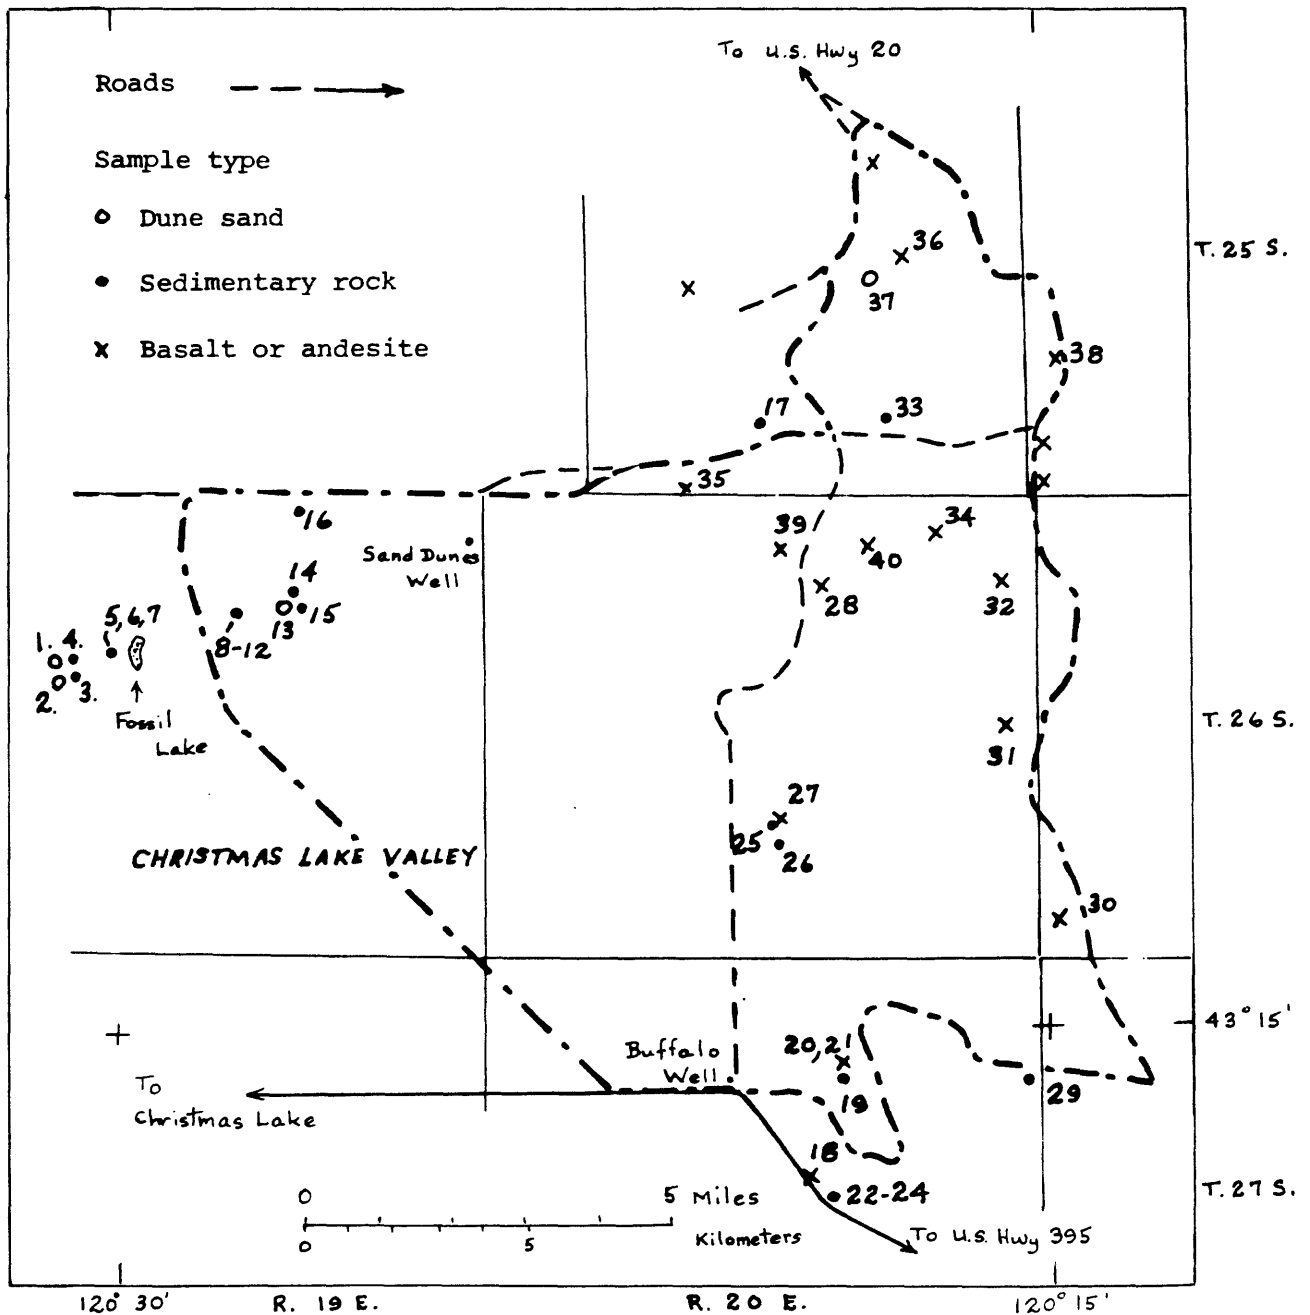 To U.S. Hwy 20
Roads
Sample type
Dune sand
Sedimentary rock
Basalt or andesite
T. 25 S.
36
37
38
17
33
35
16
39
34
40
Sand Dunes
Well
28
32
14
15
13
8-12
5,6,7
1. 4.
2. 3.
Fossil
Lake
T. 26 S.
31
27
25
26
CHRISTMAS LAKE VALLEY
30
43° 15'
20,21
Buffalo
Well
19
29
To
Christmas Lake
18
22-24
T. 27 S.
0 5 Miles
0 5 Kilometers
To U.S. Hwy 395
120° 30' R. 19 E. R. 20 E. 120° 15'